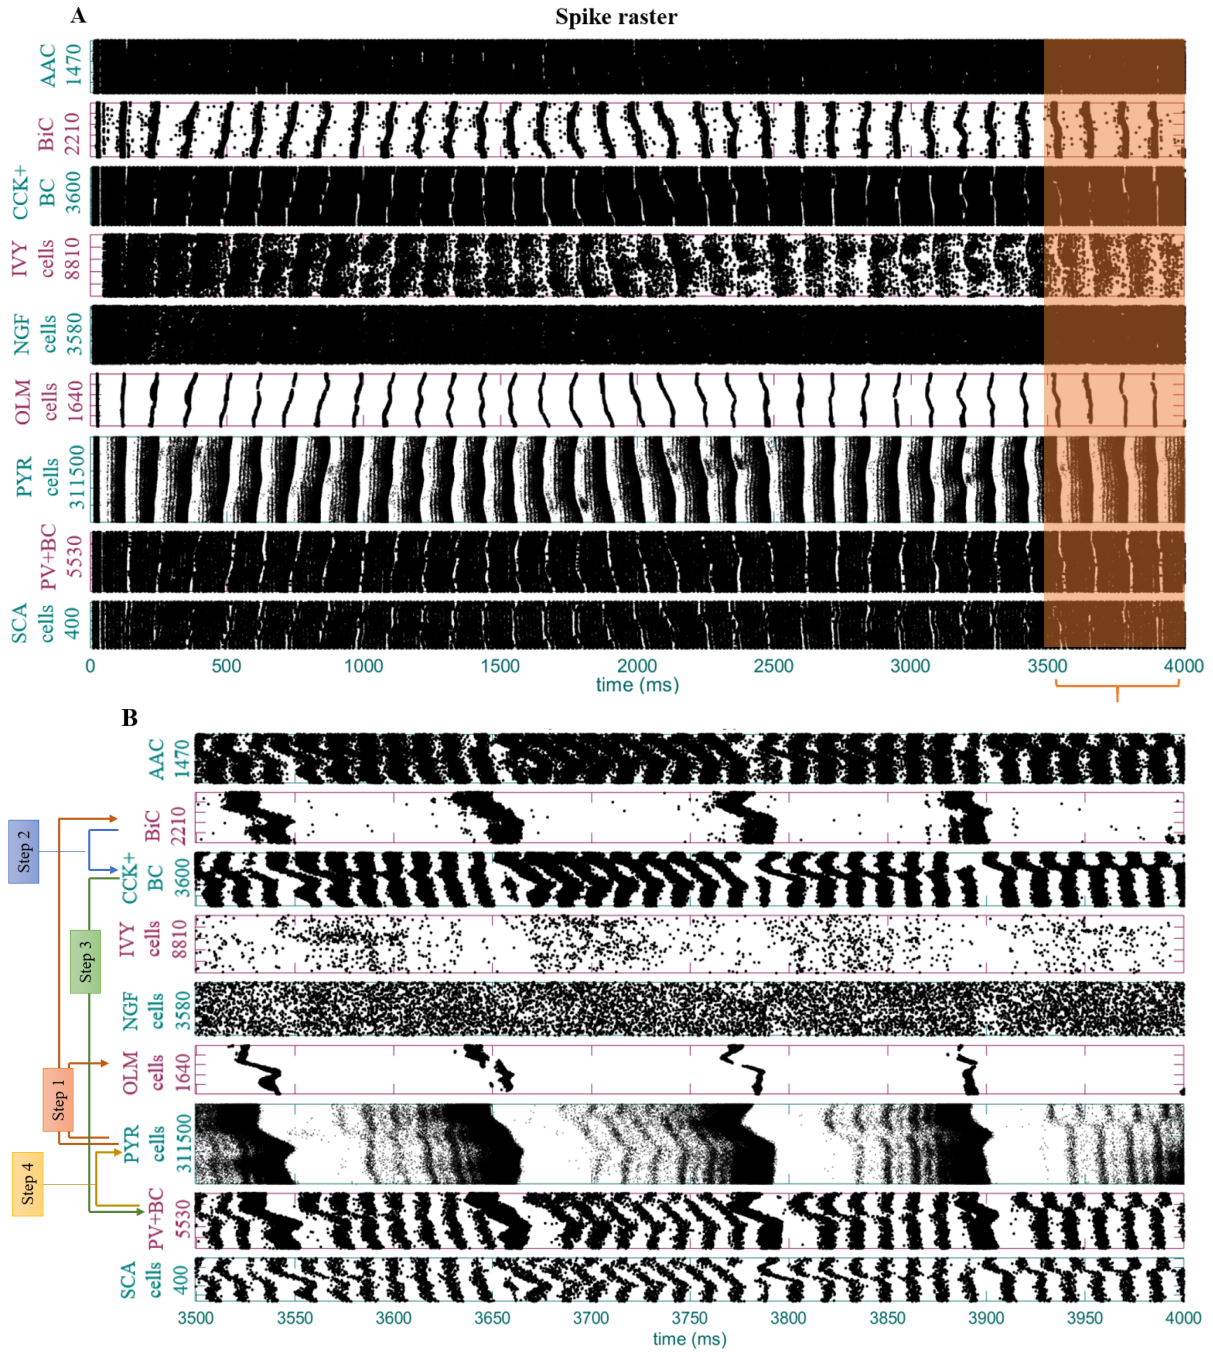 A
Spike raster
AAC
1470
BiC
2210
CCK+
BC
3600
IVY
cells
8810
NGF
cells
3580
OLM
cells
1640
PYR
cells
311500
PV+BC
5530
SCA
cells
400
0 500 1000 1500 2000 2500 3000 3500 4000
time (ms)
B
AAC
1470
BiC
2210
CCK+
BC
3600
IVY
cells
8810
NGF
cells
3580
OLM
cells
1640
PYR
cells
311500
PV+BC
5530
SCA
cells
400
Step 2
Step 3
Step 1
Step 4
3500 3550 3600 3650 3700 3750 3800 3850 3900 3950 4000
time (ms)